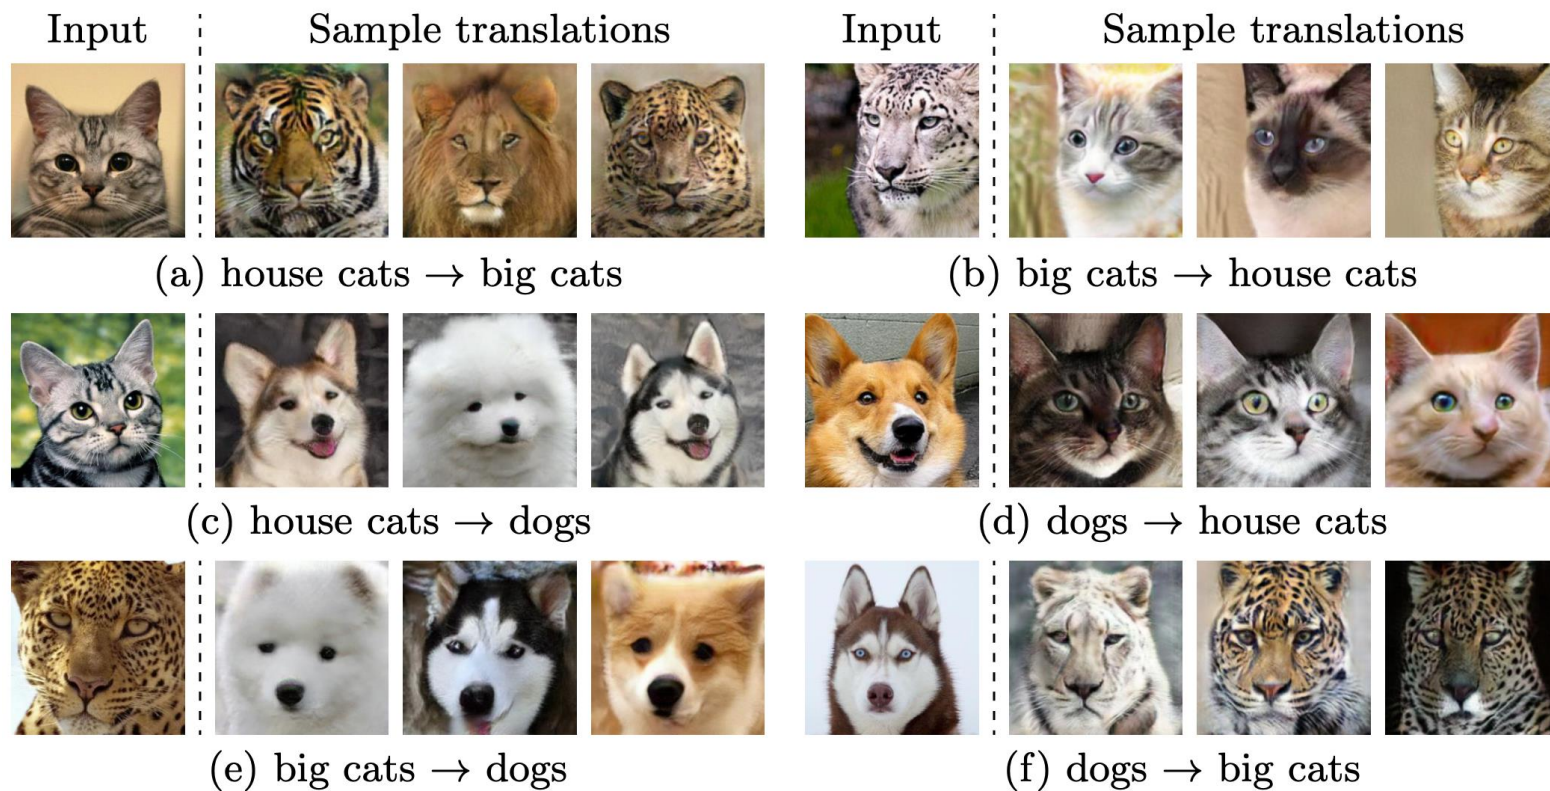 Input Sample translations Input Sample translations
(a) house cats → big cats (b) big cats → house cats
(c) house cats → dogs (d) dogs → house cats
(e) big cats → dogs (f) dogs → big cats